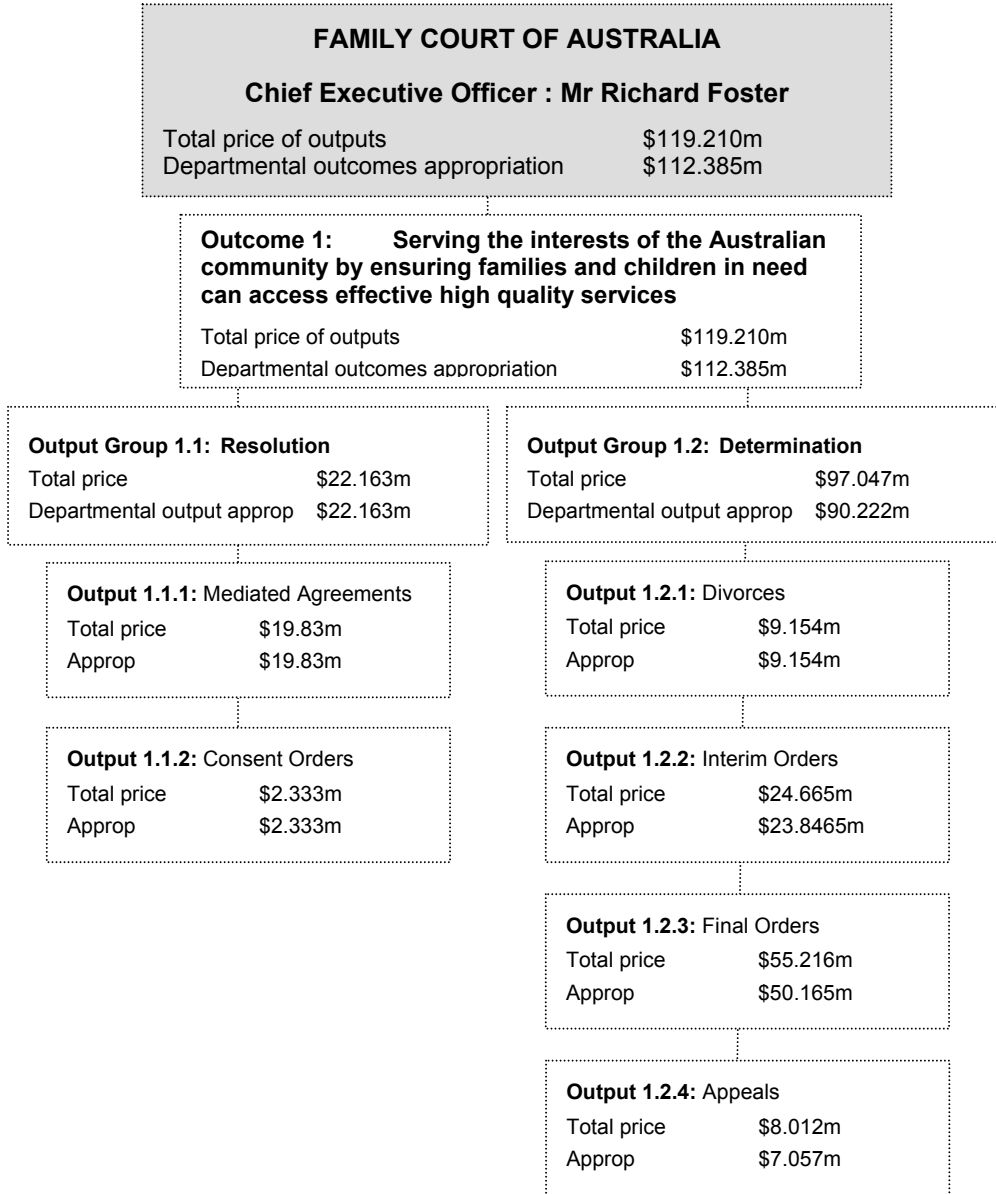 FAMILY COURT OF AUSTRALIA
Chief Executive Officer : Mr Richard Foster
Total price of outputs $119.210m
Departmental outcomes appropriation $112.385m
Outcome 1: Serving the interests of the Australian
community by ensuring families and children in need
can access effective high quality services
Total price of outputs $119.210m
Departmental outcomes appropriation $112.385m
Output Group 1.1: Resolution
Total price $22.163m
Departmental output approp $22.163m
Output Group 1.2: Determination
Total price $97.047m
Departmental output approp $90.222m
Output 1.1.1: Mediated Agreements
Total price $19.83m
Approp $19.83m
Output 1.2.1: Divorces
Total price $9.154m
Approp $9.154m
Output 1.1.2: Consent Orders
Total price $2.333m
Approp $2.333m
Output 1.2.2: Interim Orders
Total price $24.665m
Approp $23.8465m
Output 1.2.3: Final Orders
Total price $55.216m
Approp $50.165m
Output 1.2.4: Appeals
Total price $8.012m
Approp $7.057m